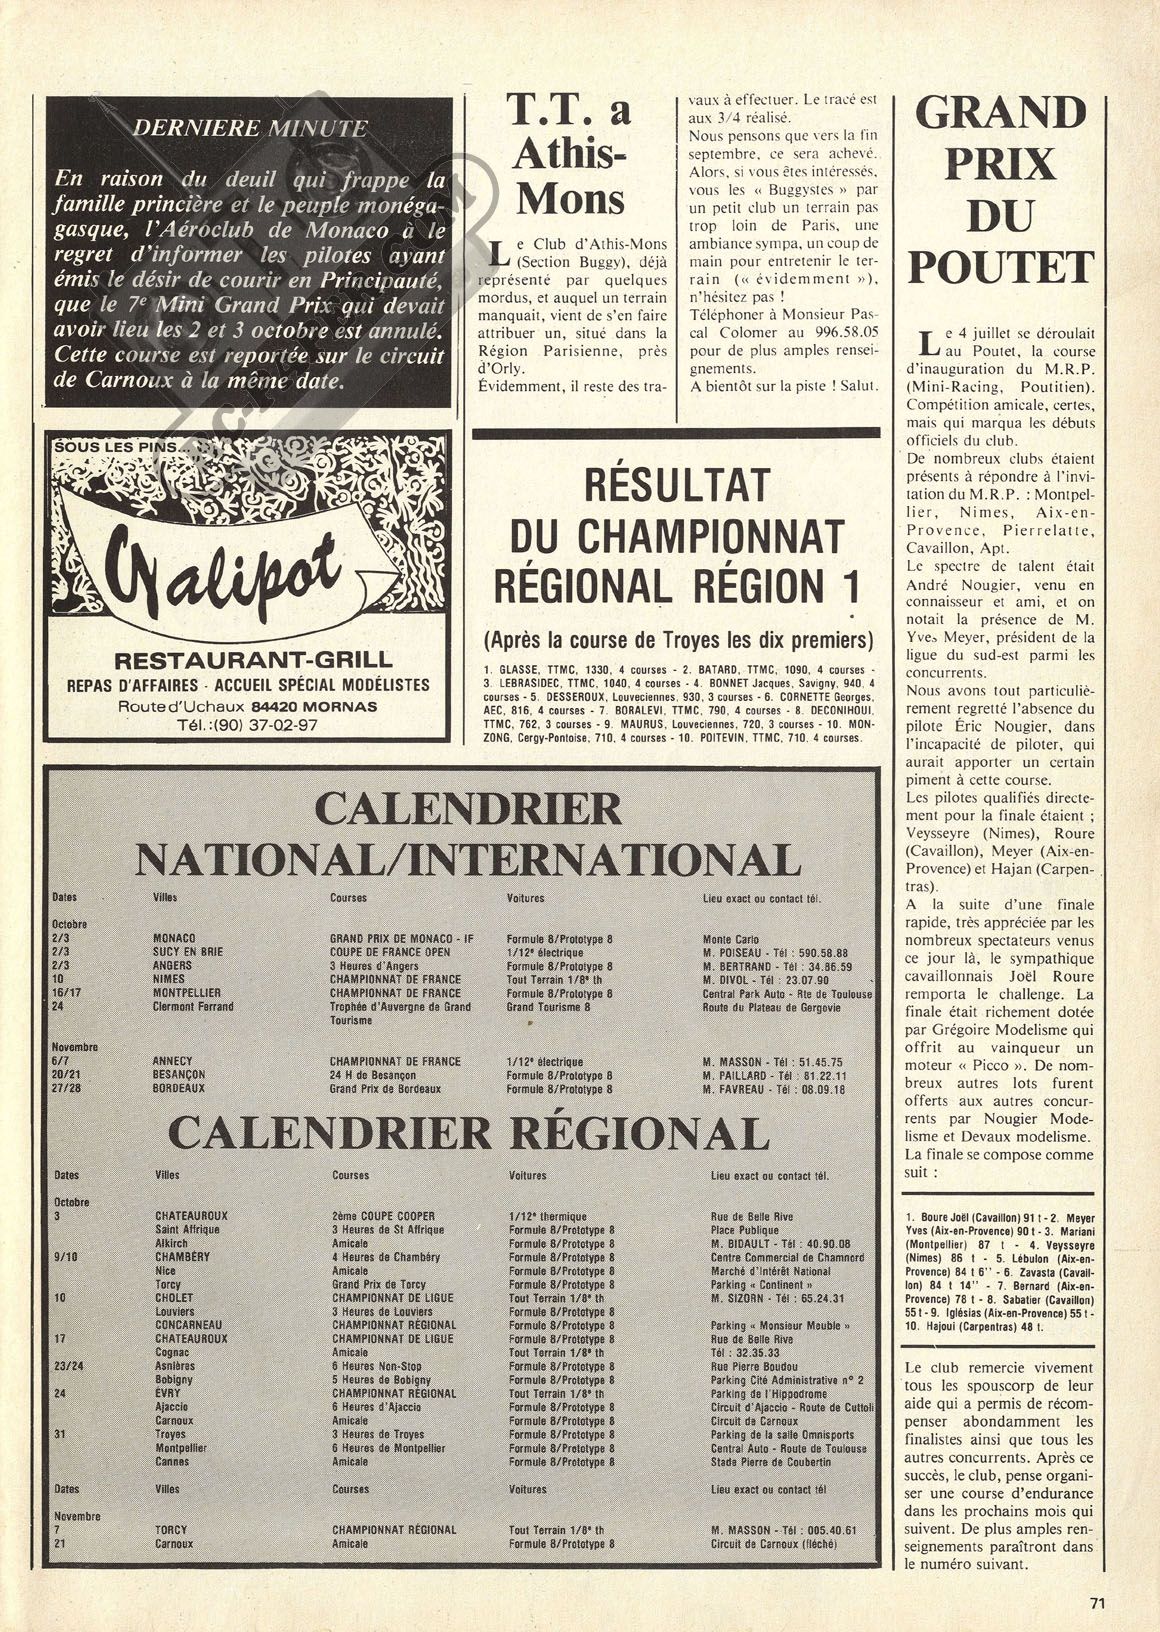 DERNIERE MINUTE
En raison du deuil qui frappe la
famille princière et le peuple monéga-
gasque, l'Aéroclub de Monaco à le
regret d'informer les pilotes ayant
émis le désir de courir en Principauté,
que le 7e Mini Grand Prix qui devait
avoir lieu les 2 et 3 octobre est annulé.
Cette course est reportée sur le circuit
de Carnoux à la même date.
SOUS LES PINS...
Galipot
RESTAURANT-GRILL
REPAS D'AFFAIRES - ACCUEIL SPÉCIAL MODÉLISTES
Route d'Uchaux 84420 MORNAS
Tél.:(90) 37-02-97
T.T. a
Athis-
Mons
Le Club d'Athis-Mons
(Section Buggy), déjà
représenté par quelques
mordus, et auquel un terrain
manquait, vient de s'en faire
attribuer un, situé dans la
Région Parisienne, près
d'Orly.
Évidemment, il reste des tra-
vaux à effectuer. Le tracé est
aux 3/4 réalisé.
Nous pensons que vers la fin
septembre, ce sera achevé.
Alors, si vous êtes intéressés,
vous les « Buggystes » par
un petit club un terrain pas
trop loin de Paris, une
ambiance sympa, un coup de
main pour entretenir le ter-
rain (« évidemment »),
n'hésitez pas !
Téléphoner à Monsieur Pas-
cal Colomer au 996.58.05
pour de plus amples rensei-
gnements.
A bientôt sur la piste ! Salut.
RÉSULTAT
DU CHAMPIONNAT
RÉGIONAL RÉGION 1
(Après la course de Troyes les dix premiers)
1. GLASSE, TTMC, 1330, 4 courses - 2. BATARD, TTMC, 1090, 4 courses -
3. LEBRASIDEC, TTMC, 1040, 4 courses - 4. BONNET Jacques, Savigny, 940, 4
courses - 5. DESSEROUX, Louveciennes, 930, 3 courses - 6. CORNETTE Georges,
AEC, 816, 4 courses - 7. BORALEVI, TTMC, 790, 4 courses - 8. DECONIHOUI,
TTMC, 762, 3 courses - 9. MAURUS, Louveciennes, 720, 3 courses - 10. MON-
ZONG, Cergy-Pontoise, 710, 4 courses - 10. POITEVIN, TTMC, 710, 4 courses.
CALENDRIER
NATIONAL/INTERNATIONAL
Dates Villes Courses Voitures Lieu exact ou contact tél.
Octobre
2/3 MONACO GRAND PRIX DE MONACO - IF Formule 8/Prototype 8 Monte Carlo
2/3 SUCY EN BRIE COUPE DE FRANCE OPEN 1/12e électrique M. POISEAU - Tél : 590.58.88
2/3 ANGERS 3 Heures d'Angers Formule 8/Prototype 8 M. BERTRAND - Tél : 34.86.59
10 NIMES CHAMPIONNAT DE FRANCE Tout Terrain 1/8e th M. DIVOL - Tél : 23.07.90
16/17 MONTPELLIER CHAMPIONNAT DE FRANCE Formule 8/Prototype 8 Central Park Auto - Rte de Toulouse
24 Clermont Ferrand Trophée d'Auvergne de Grand Grand Tourisme 8 Route du Plateau de Gergovie
Tourisme
Novembre
6/7 ANNECY CHAMPIONNAT DE FRANCE 1/12e électrique M. MASSON - Tél : 51.45.75
20/21 BESANÇON 24 H de Besançon Formule 8/Prototype 8 M. PAILLARD - Tél : 81.22.11
27/28 BORDEAUX Grand Prix de Bordeaux Formule 8/Prototype 8 M. FAVREAU - Tél : 08.09.18
CALENDRIER RÉGIONAL
Dates Villes Courses Voitures Lieu exact ou contact tél.
Octobre
3 CHATEAUROUX 2ème COUPE COOPER 1/12e thermique Rue de Belle Rive
Saint Affrique 3 Heures de St Affrique Formule 8/Prototype 8 Place Publique
Alkirch Amicale Formule 8/Prototype 8 M. BIDAULT - Tél : 40.90.08
9/10 CHAMBÉRY 4 Heures de Chambéry Formule 8/Prototype 8 Centre Commercial de Chamnord
Nice Amicale Formule 8/Prototype 8 Marché d'Intérêt National
Torcy Grand Prix de Torcy Formule 8/Prototype 8 Parking « Continent »
10 CHOLET CHAMPIONNAT DE LIGUE Tout Terrain 1/8e th M. SIZORN - Tél : 65.24.31
Louviers 3 Heures de Louviers Formule 8/Prototype 8
CONCARNEAU CHAMPIONNAT RÉGIONAL Formule 8/Prototype 8 Parking « Monsieur Meuble »
17 CHATEAUROUX CHAMPIONNAT DE LIGUE Tout Terrain 1/8e th Rue de Belle Rive
Cognac Amicale Tout Terrain 1/8e th Tél : 32.35.33
23/24 Asnières 6 Heures Non-Stop Formule 8/Prototype 8 Rue Pierre Boudou
Bobigny 5 Heures de Bobigny Formule 8/Prototype 8 Parking Cité Administrative n° 2
24 ÉVRY CHAMPIONNAT RÉGIONAL Tout Terrain 1/8e th Parking de l'Hippodrome
Ajaccio 6 Heures d'Ajaccio Formule 8/Prototype 8 Circuit d'Ajaccio - Route de Cuttoli
Carnoux Amicale Formule 8/Prototype 8 Circuit de Carnoux
31 Troyes 3 Heures de Troyes Formule 8/Prototype 8 Parking de la salle Omnisports
Montpellier 6 Heures de Montpellier Formule 8/Prototype 8 Central Auto - Route de Toulouse
Cannes Amicale Formule 8/Prototype 8 Stade Pierre de Coubertin
Dates Villes Courses Voitures Lieu exact ou contact tél
Novembre
7 TORCY CHAMPIONNAT RÉGIONAL Tout Terrain 1/8e th M. MASSON - Tél : 005.40.61
21 Carnoux Amicale Formule 8/Prototype 8 Circuit de Carnoux (fléché)
GRAND
PRIX
DU
POUTET
Le 4 juillet se déroulait
au Poutet, la course
d'inauguration du M.R.P.
(Mini-Racing, Poutitien).
Compétition amicale, certes,
mais qui marqua les débuts
officiels du club.
De nombreux clubs étaient
présents à répondre à l'invi-
tation du M.R.P. : Montpel-
lier, Nimes, Aix-en-
Provence, Pierrelatte,
Cavaillon, Apt.
Le spectre de talent était
André Nougier, venu en
connaisseur et ami, et on
notait la présence de M.
Yves Meyer, président de la
ligue du sud-est parmi les
concurrents.
Nous avons tout particuliè-
rement regretté l'absence du
pilote Éric Nougier, dans
l'incapacité de piloter, qui
aurait apporter un certain
piment à cette course.
Les pilotes qualifiés directe-
ment pour la finale étaient ;
Veysseyre (Nimes), Roure
(Cavaillon), Meyer (Aix-en-
Provence) et Hajan (Carpen-
tras).
A la suite d'une finale
rapide, très appréciée par les
nombreux spectateurs venus
ce jour là, le sympathique
cavaillonnais Joël Roure
remporta le challenge. La
finale était richement dotée
par Grégoire Modelisme qui
offrit au vainqueur un
moteur « Picco ». De nom-
breux autres lots furent
offerts aux autres concur-
rents par Nougier Mode-
lisme et Devaux modelisme.
La finale se compose comme
suit :
1. Boure Joël (Cavaillon) 91 t - 2. Meyer
Yves (Aix-en-Provence) 90 t - 3. Mariani
(Montpellier) 87 t - 4. Veysseyre
(Nimes) 86 t - 5. Lébulon (Aix-en-
Provence) 84 t 6'' - 6. Zavasta (Cavail-
lon) 84 t 14'' - 7. Bernard (Aix-en-
Provence) 78 t - 8. Sabatier (Cavaillon)
55 t - 9. Iglésias (Aix-en-Provence) 55 t -
10. Hajoui (Carpentras) 48 t.
Le club remercie vivement
tous les spouscorp de leur
aide qui a permis de récom-
penser abondamment les
finalistes ainsi que tous les
autres concurrents. Après ce
succès, le club, pense organi-
ser une course d'endurance
dans les prochains mois qui
suivent. De plus amples ren-
seignements paraîtront dans
le numéro suivant.
71